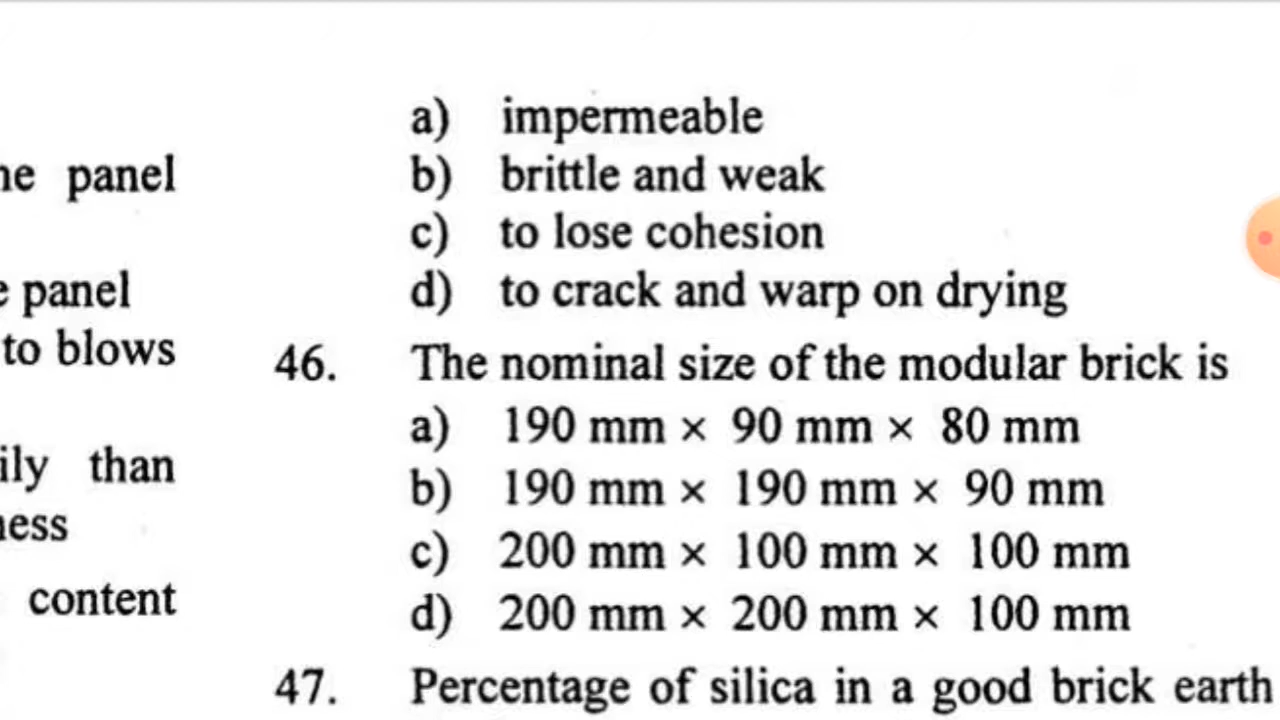 he panel
e panel
to blows
ily than
ness
content
a) impermeable
b) brittle and weak
c) to lose cohesion
d) to crack and warp on drying
46. The nominal size of the modular brick is
a) 190 mm × 90 mm × 80 mm
b) 190 mm × 190 mm × 90 mm
c) 200 mm × 100 mm × 100 mm
d) 200 mm × 200 mm × 100 mm
47. Percentage of silica in a good brick earth